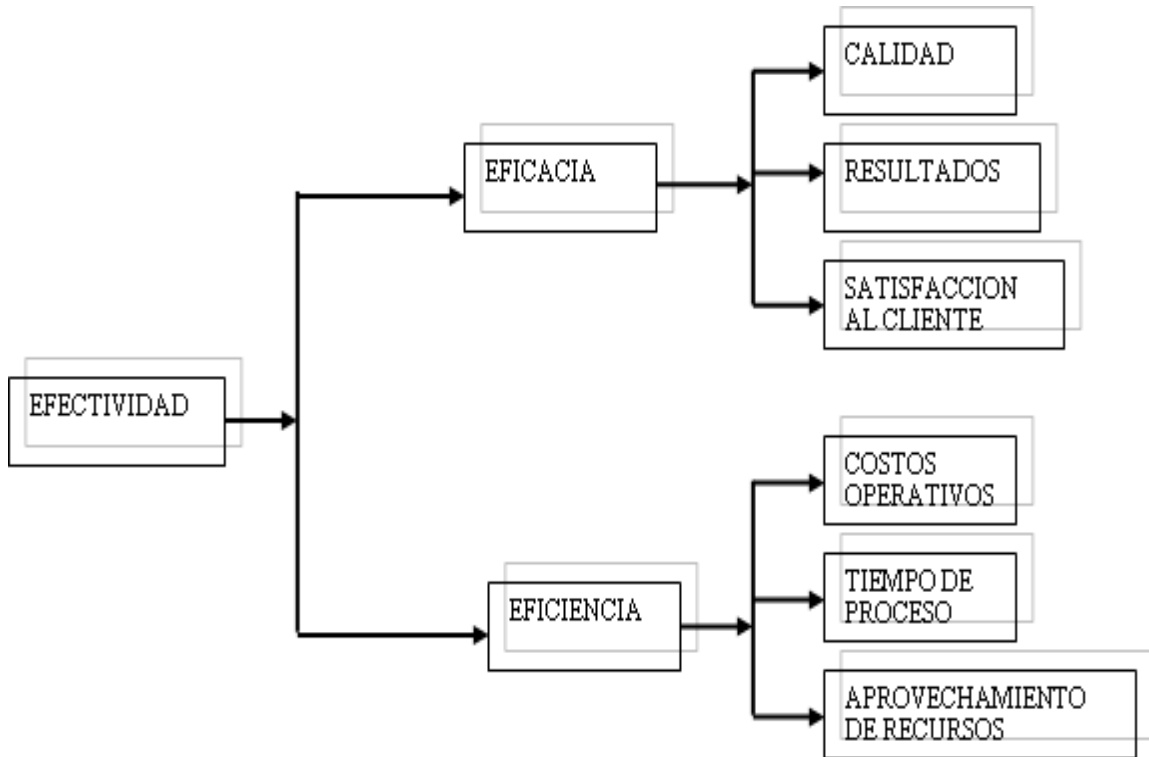 CALIDAD
EFICACIA
RESULTADOS
SATISFACCION
AL CLIENTE
EFECTIVIDAD
COSTOS
OPERATIVOS
EFICIENCIA
TIEMPO DE
PROCESO
APROVECHAMIENTO
DE RECURSOS